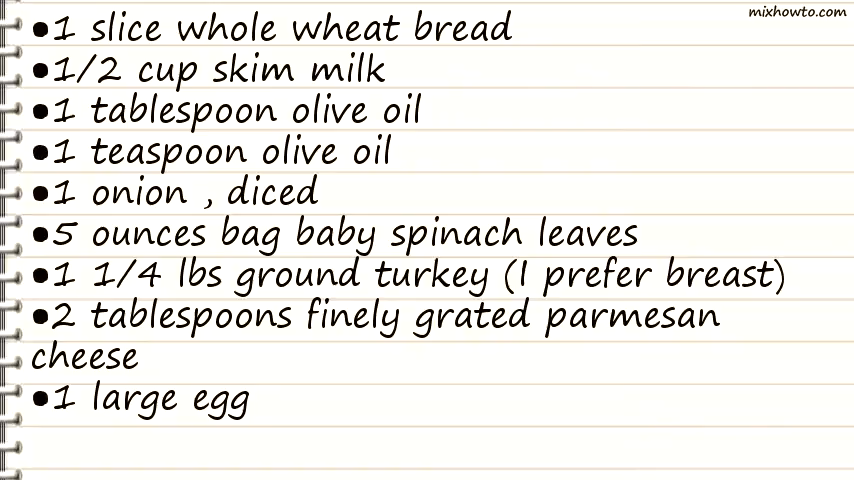 mixhowto.com
•1 slice whole wheat bread
•1/2 cup skim milk
•1 tablespoon olive oil
•1 teaspoon olive oil
•1 onion , diced
•5 ounces bag baby spinach leaves
•1 1/4 lbs ground turkey (I prefer breast)
•2 tablespoons finely grated parmesan
cheese
•1 large egg